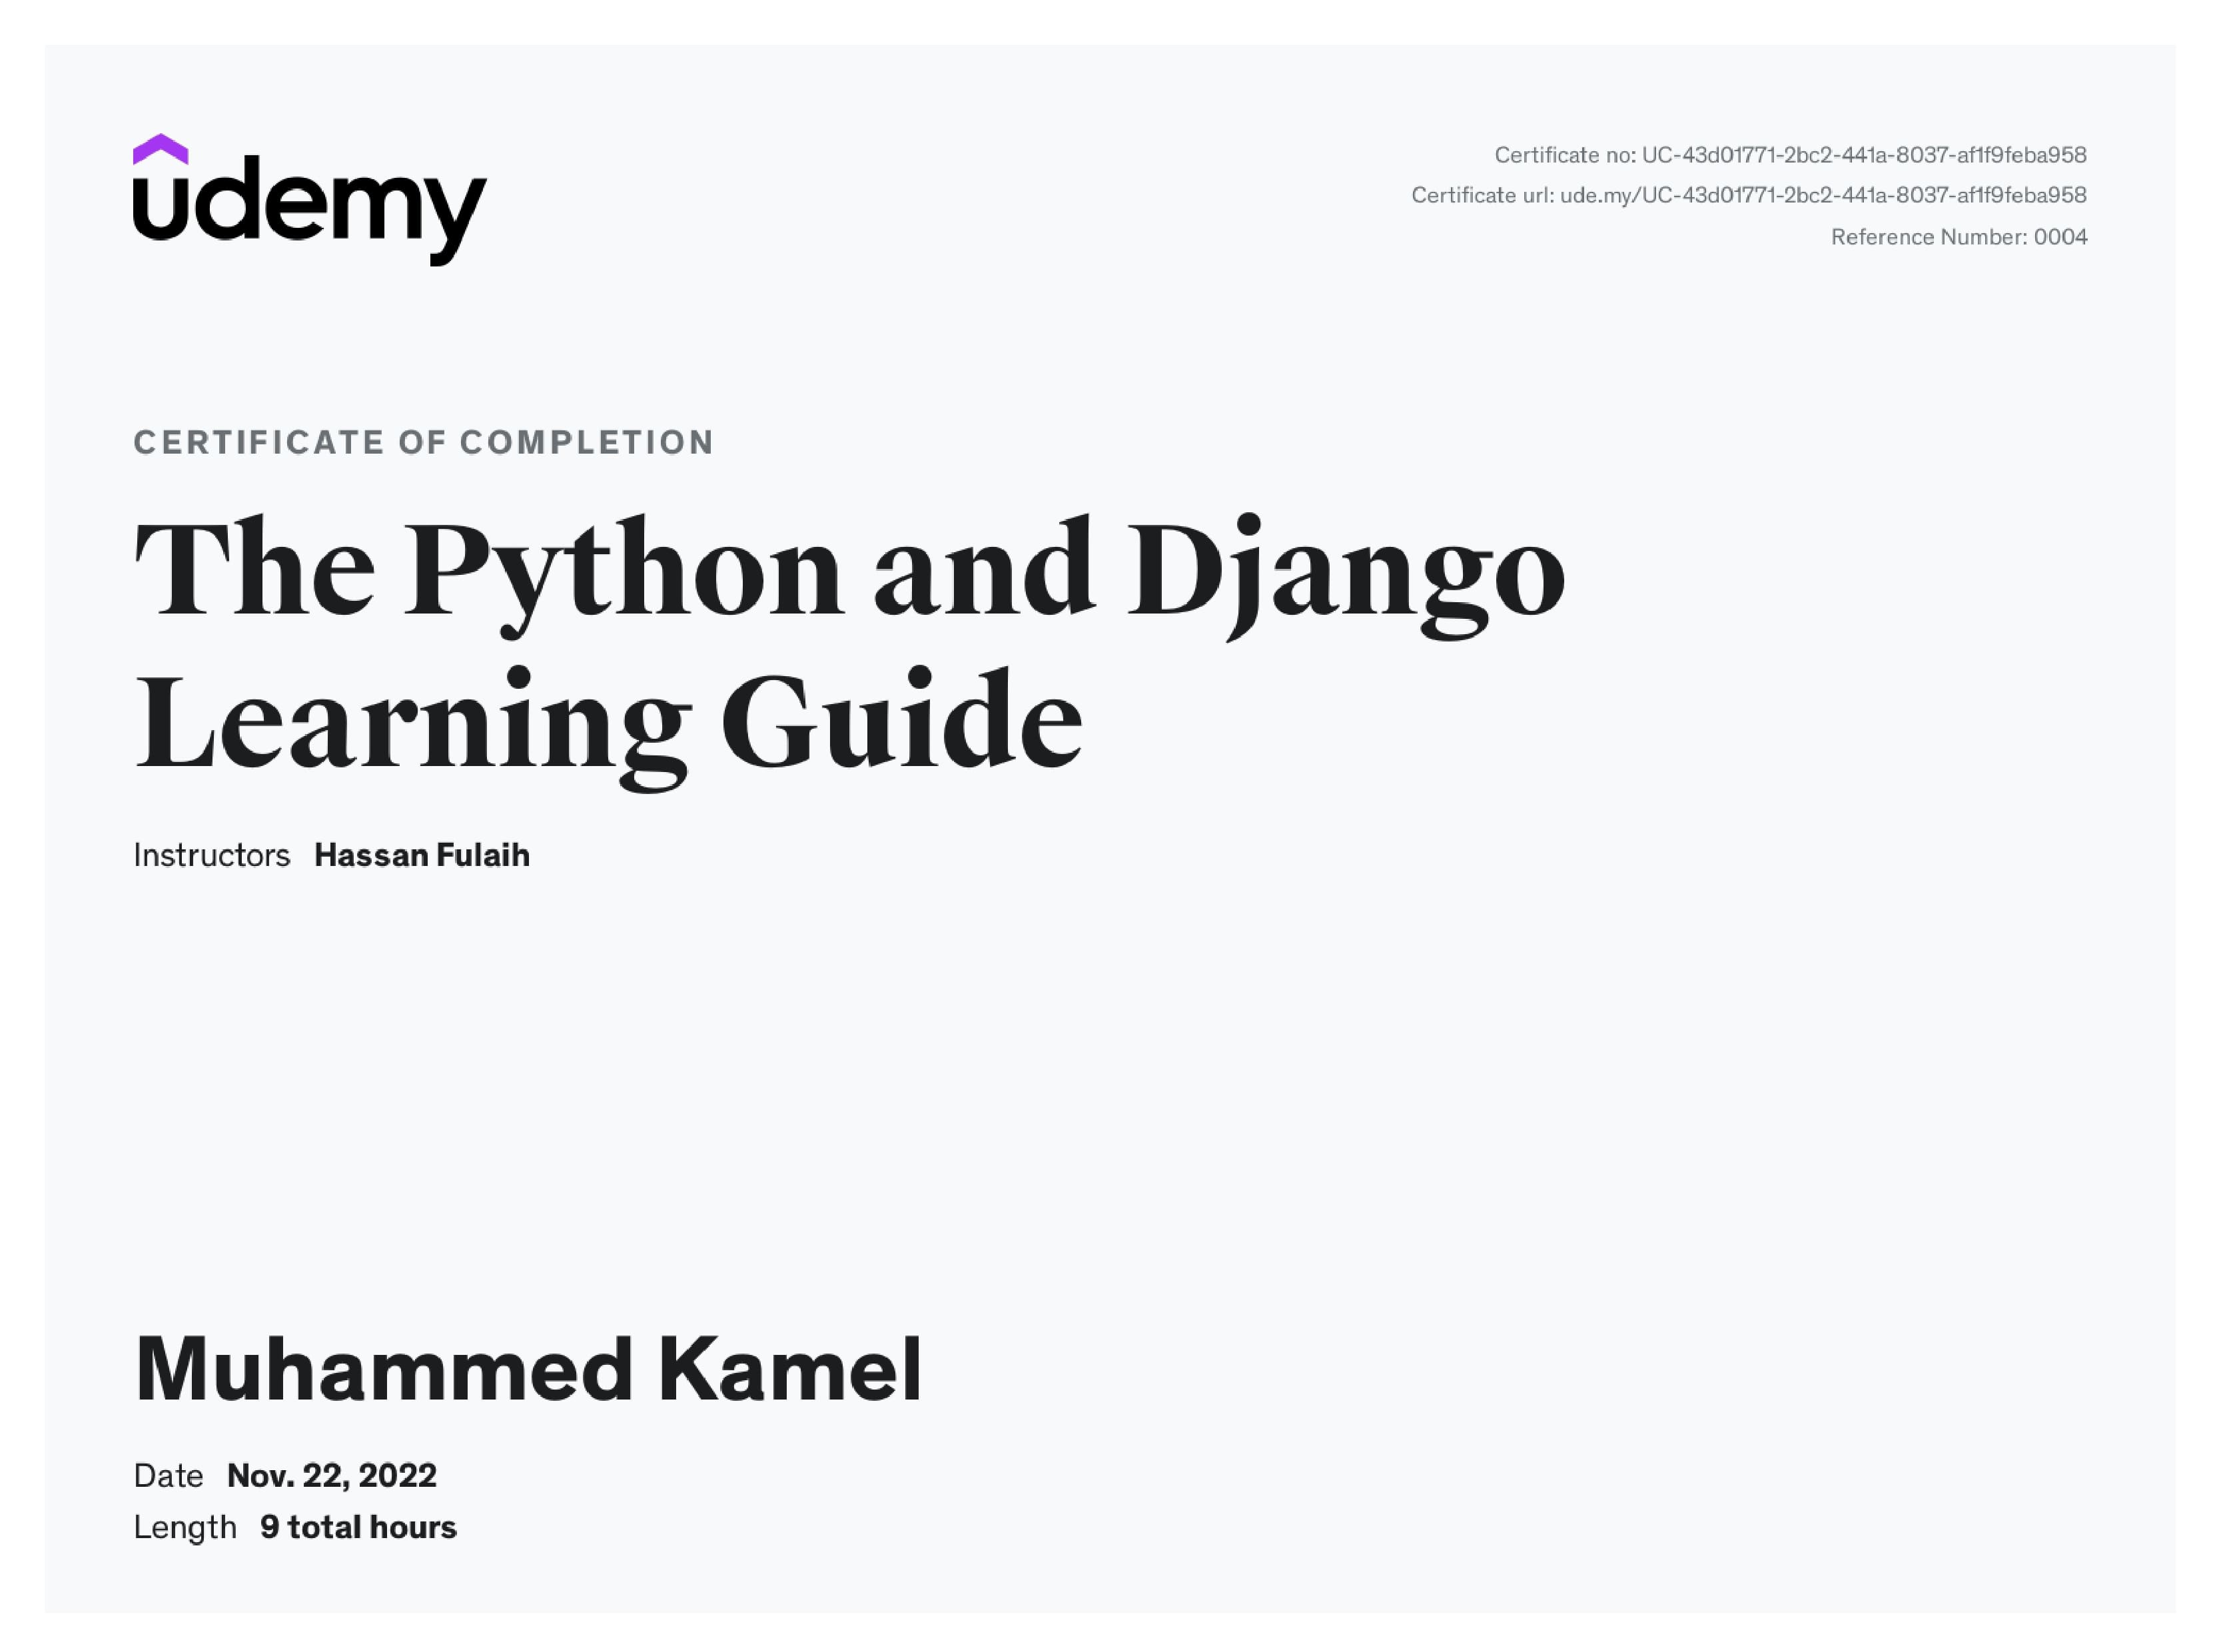 udemy
Certificate no: UC-43d01771-2bc2-441a-8037-af1f9feba958
Certificate url: ude.my/UC-43d01771-2bc2-441a-8037-af1f9feba958
Reference Number: 0004
CERTIFICATE OF COMPLETION
The Python and Django
Learning Guide
Instructors Hassan Fulaih
Muhammed Kamel
Date Nov. 22, 2022
Length 9 total hours